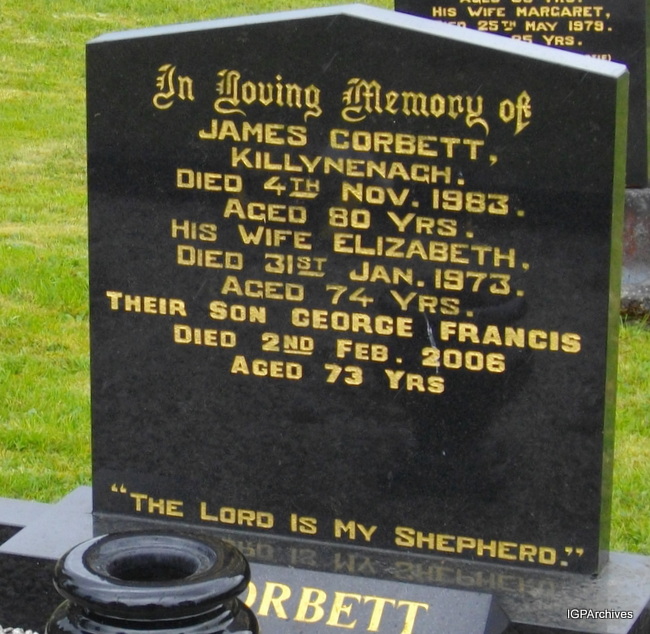 HIS WIFE MARGARET,
25TH MAY 1979.
YRS.
In Loving Memory of
JAMES CORBETT,
KILLYNENAGH.
DIED 4TH NOV. 1983.
AGED 80 YRS.
HIS WIFE ELIZABETH,
DIED 31ST JAN. 1973.
AGED 74 YRS.
THEIR SON GEORGE FRANCIS
DIED 2ND FEB. 2006
AGED 73 YRS
"THE LORD IS MY SHEPHERD."
ORBETT
IGPArchives